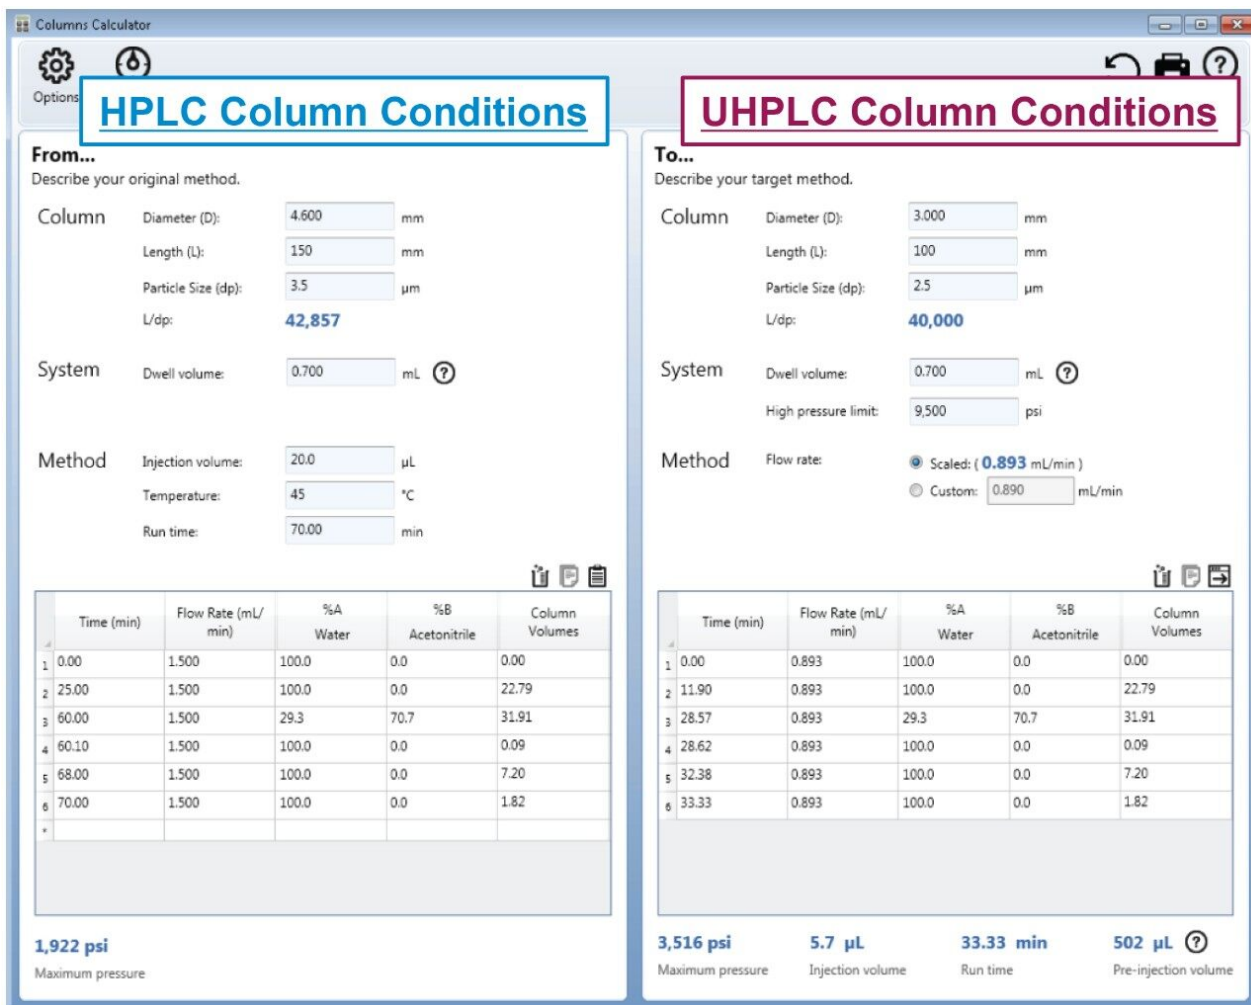 Columns Calculator
Options
HPLC Column Conditions
UHPLC Column Conditions
From...
Describe your original method.
Column
Diameter (D): 4.600 mm
Length (L): 150 mm
Particle Size (dp): 3.5 µm
L/dp: 42,857
System
Dwell volume: 0.700 mL ?
Method
Injection volume: 20.0 µL
Temperature: 45 °C
Run time: 70.00 min
Time (min) Flow Rate (mL/min) %A Water %B Acetonitrile Column Volumes
1 0.00 1.500 100.0 0.0 0.00
2 25.00 1.500 100.0 0.0 22.79
3 60.00 1.500 29.3 70.7 31.91
4 60.10 1.500 100.0 0.0 0.09
5 68.00 1.500 100.0 0.0 7.20
6 70.00 1.500 100.0 0.0 1.82
*
1,922 psi
Maximum pressure
To...
Describe your target method.
Column
Diameter (D): 3.000 mm
Length (L): 100 mm
Particle Size (dp): 2.5 µm
L/dp: 40,000
System
Dwell volume: 0.700 mL ?
High pressure limit: 9,500 psi
Method
Flow rate: Scaled: ( 0.893 mL/min )
Custom: 0.890 mL/min
Time (min) Flow Rate (mL/min) %A Water %B Acetonitrile Column Volumes
1 0.00 0.893 100.0 0.0 0.00
2 11.90 0.893 100.0 0.0 22.79
3 28.57 0.893 29.3 70.7 31.91
4 28.62 0.893 100.0 0.0 0.09
5 32.38 0.893 100.0 0.0 7.20
6 33.33 0.893 100.0 0.0 1.82
3,516 psi 5.7 µL 33.33 min 502 µL ?
Maximum pressure Injection volume Run time Pre-injection volume